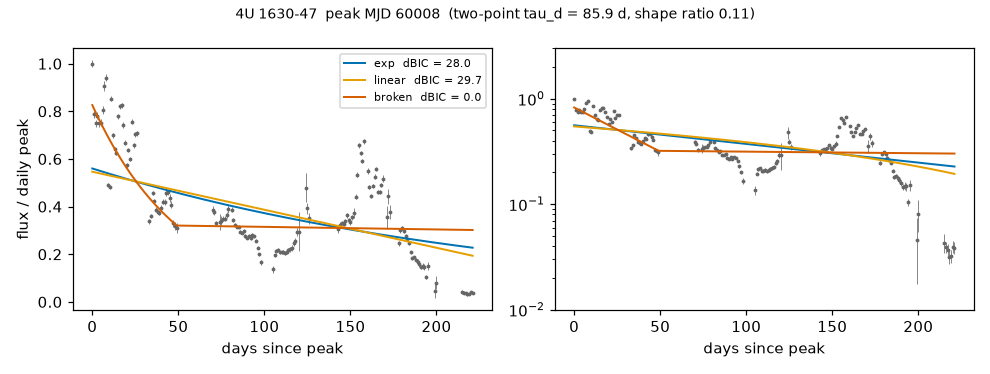 4U 1630-47  peak MJD 60008  (two-point tau_d = 85.9 d, shape ratio 0.11)
exp  dBIC = 28.0
linear  dBIC = 29.7
broken  dBIC = 0.0
flux / daily peak
1.0
0.8
0.6
0.4
0.2
0.0
0 50 100 150 200
days since peak
10⁰
10⁻¹
10⁻²
0 50 100 150 200
days since peak